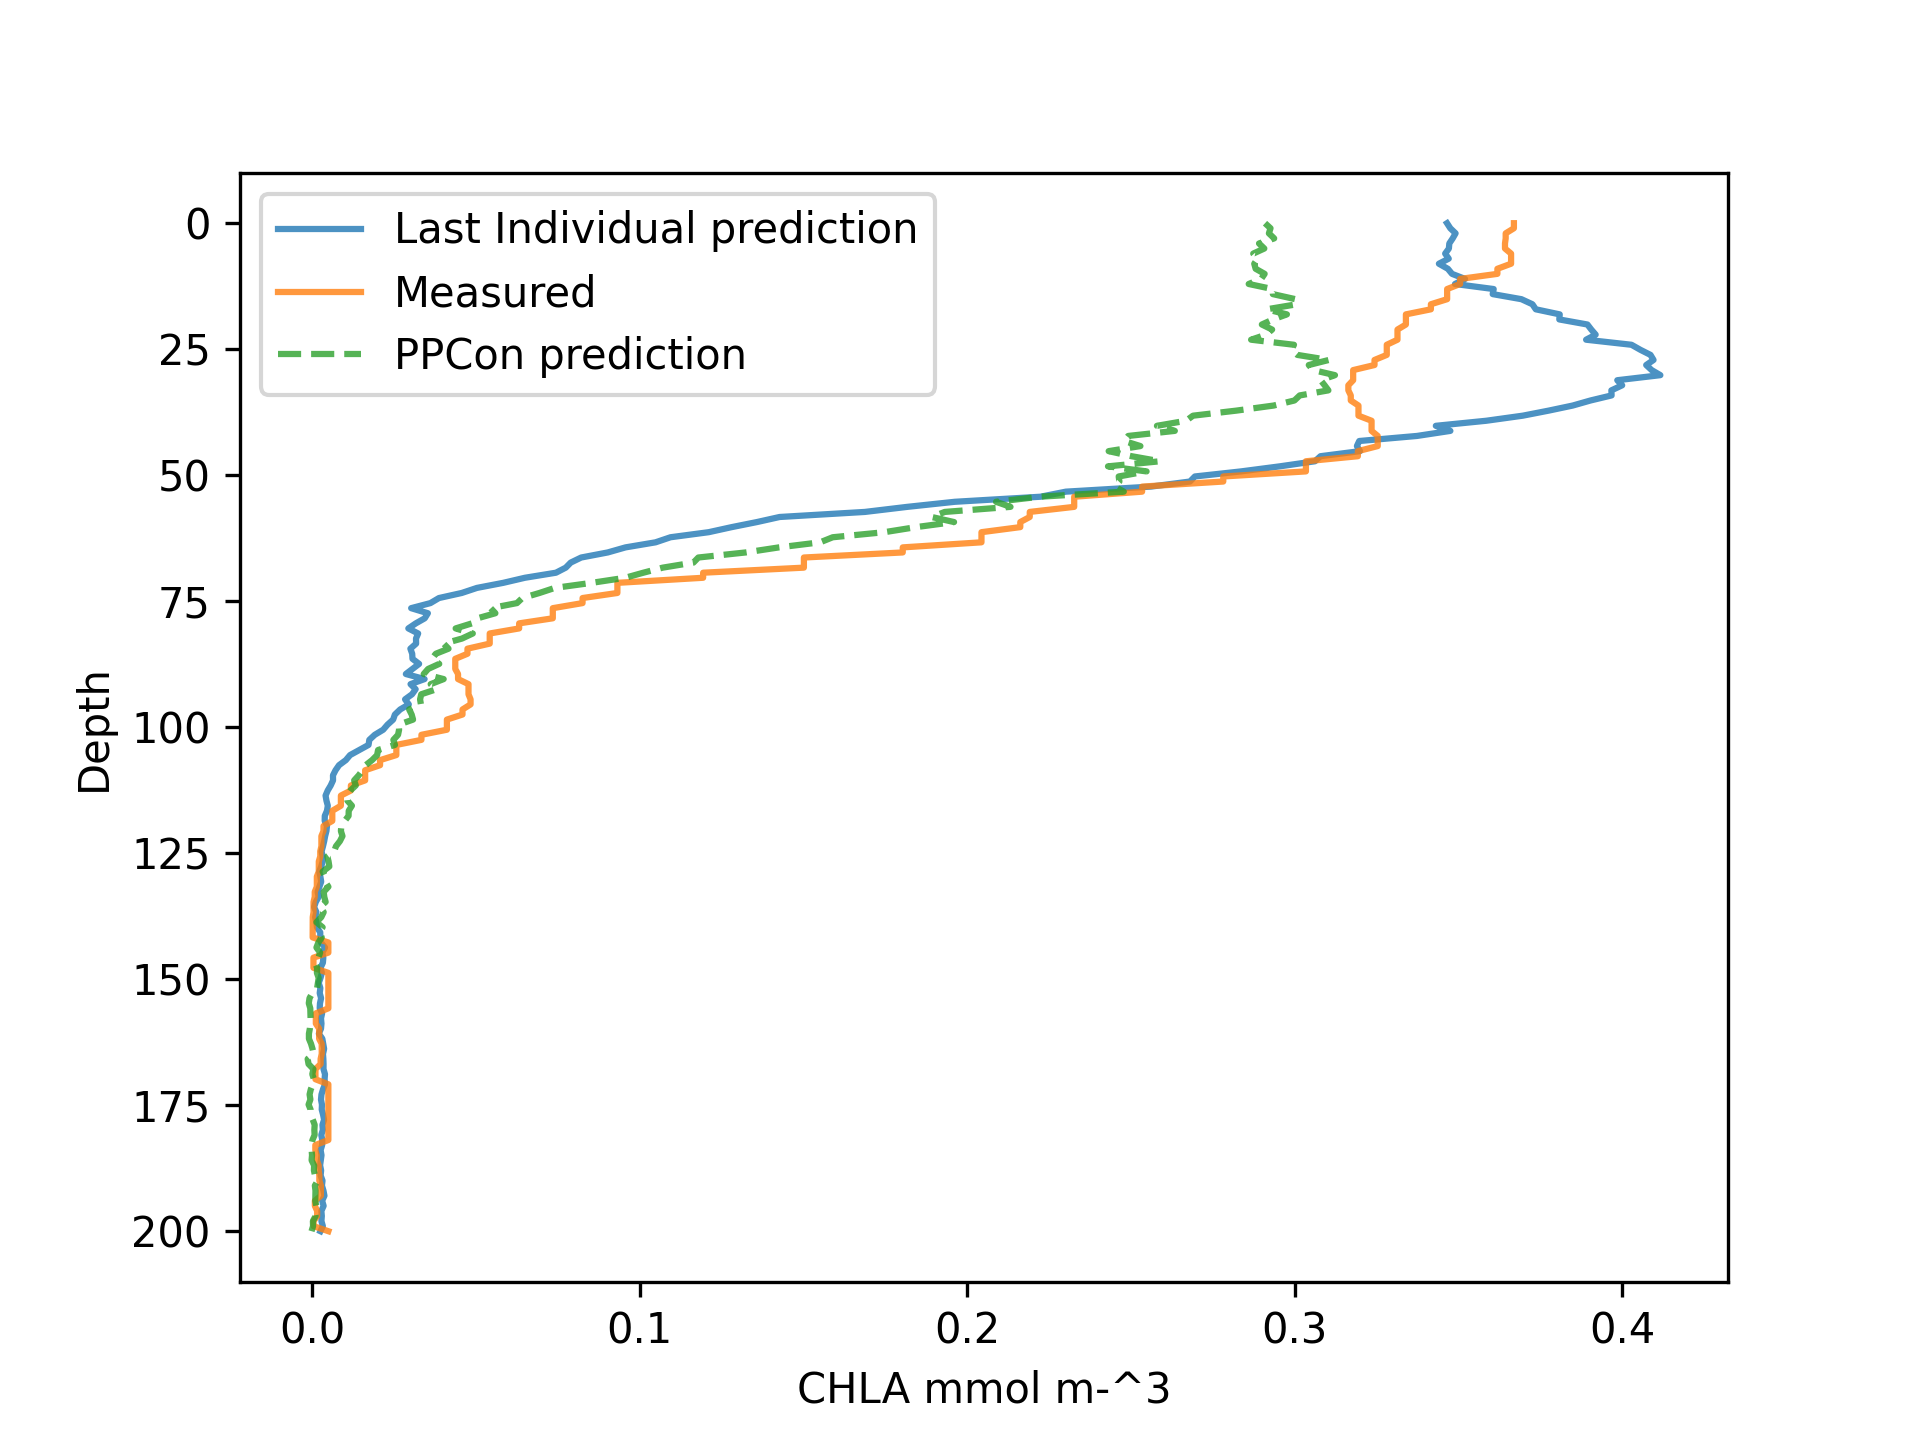 Last Individual prediction
Measured
PPCon prediction
0
25
50
75
100
125
150
175
200
Depth
0.0 0.1 0.2 0.3 0.4
CHLA mmol m-^3